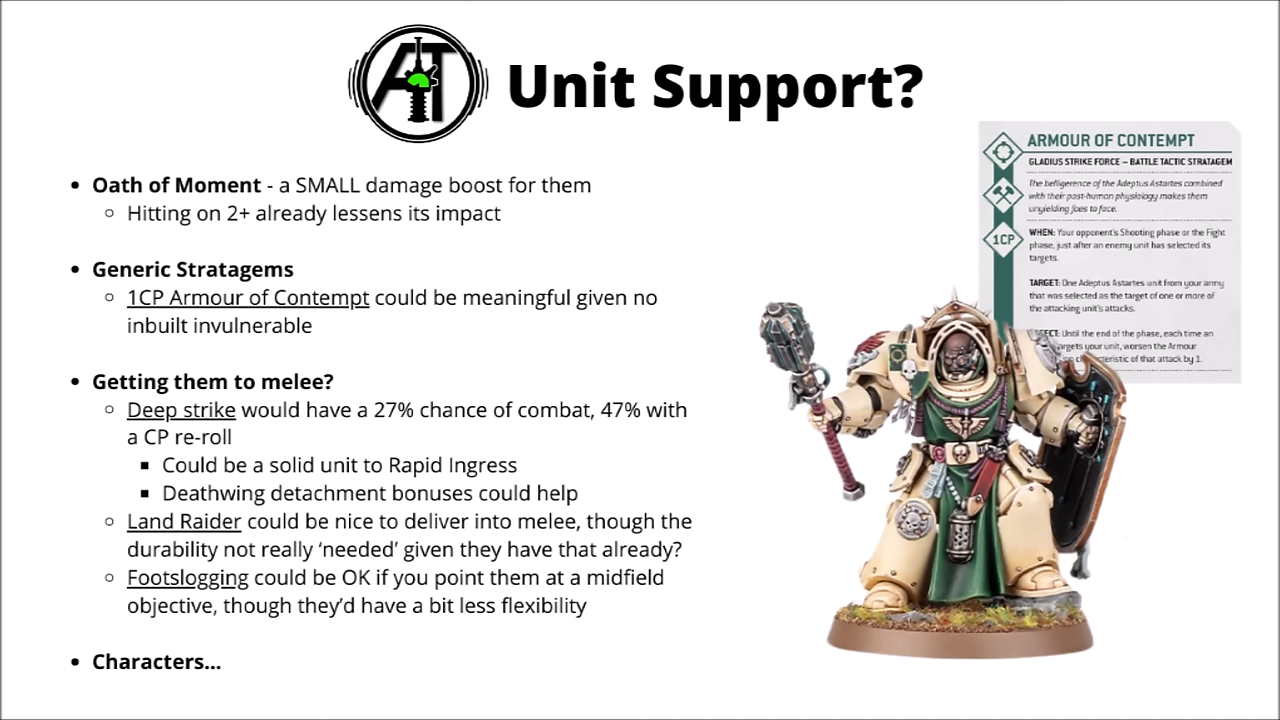 AT
Unit Support?
ARMOUR OF CONTEMPT
GLADIUS STRIKE FORCE – BATTLE TACTIC STRATAGEM
The belligerence of the Adeptus Astartes combined
with their post-human physiology makes them
unyielding foes to face.
1CP
WHEN: Your opponent's Shooting phase or the Fight
phase, just after an enemy unit has selected its
targets.
TARGET: One Adeptus Astartes unit from your army
that was selected as the target of one or more of
the attacking unit's attacks.
Until the end of the phase, each time an
your unit, worsen the Armour
of that attack by 1.
• Oath of Moment - a SMALL damage boost for them
○ Hitting on 2+ already lessens its impact
• Generic Stratagems
○ 1CP Armour of Contempt could be meaningful given no
inbuilt invulnerable
• Getting them to melee?
○ Deep strike would have a 27% chance of combat, 47% with
a CP re-roll
▪ Could be a solid unit to Rapid Ingress
▪ Deathwing detachment bonuses could help
○ Land Raider could be nice to deliver into melee, though the
durability not really ‘needed’ given they have that already?
○ Footslogging could be OK if you point them at a midfield
objective, though they’d have a bit less flexibility
• Characters...